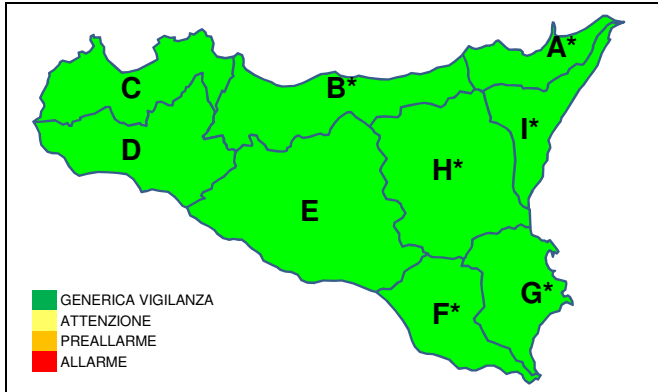 A*
C
B*
I*
D
H*
E
G*
F*
GENERICA VIGILANZA
ATTENZIONE
PREALLARME
ALLARME